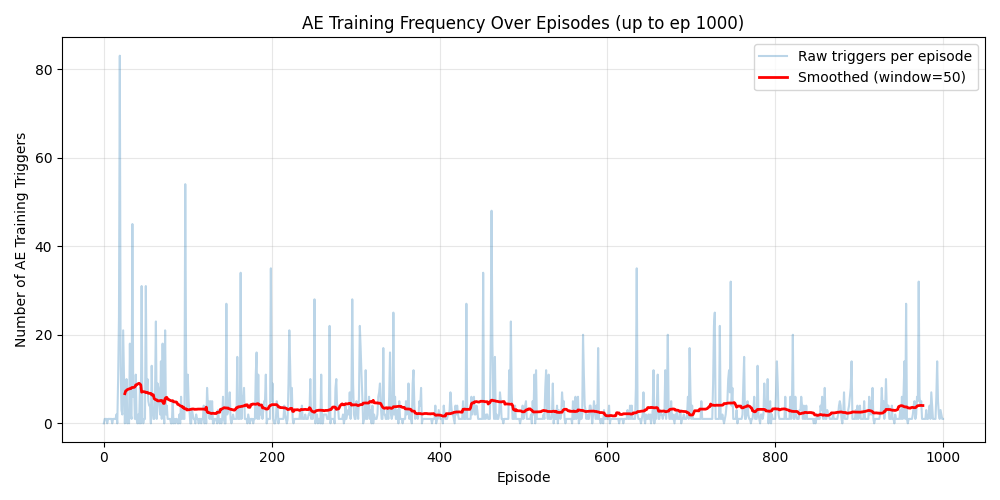 AE Training Frequency Over Episodes (up to ep 1000)
Raw triggers per episode
Smoothed (window=50)
Number of AE Training Triggers
80
60
40
20
0
0 200 400 600 800 1000
Episode